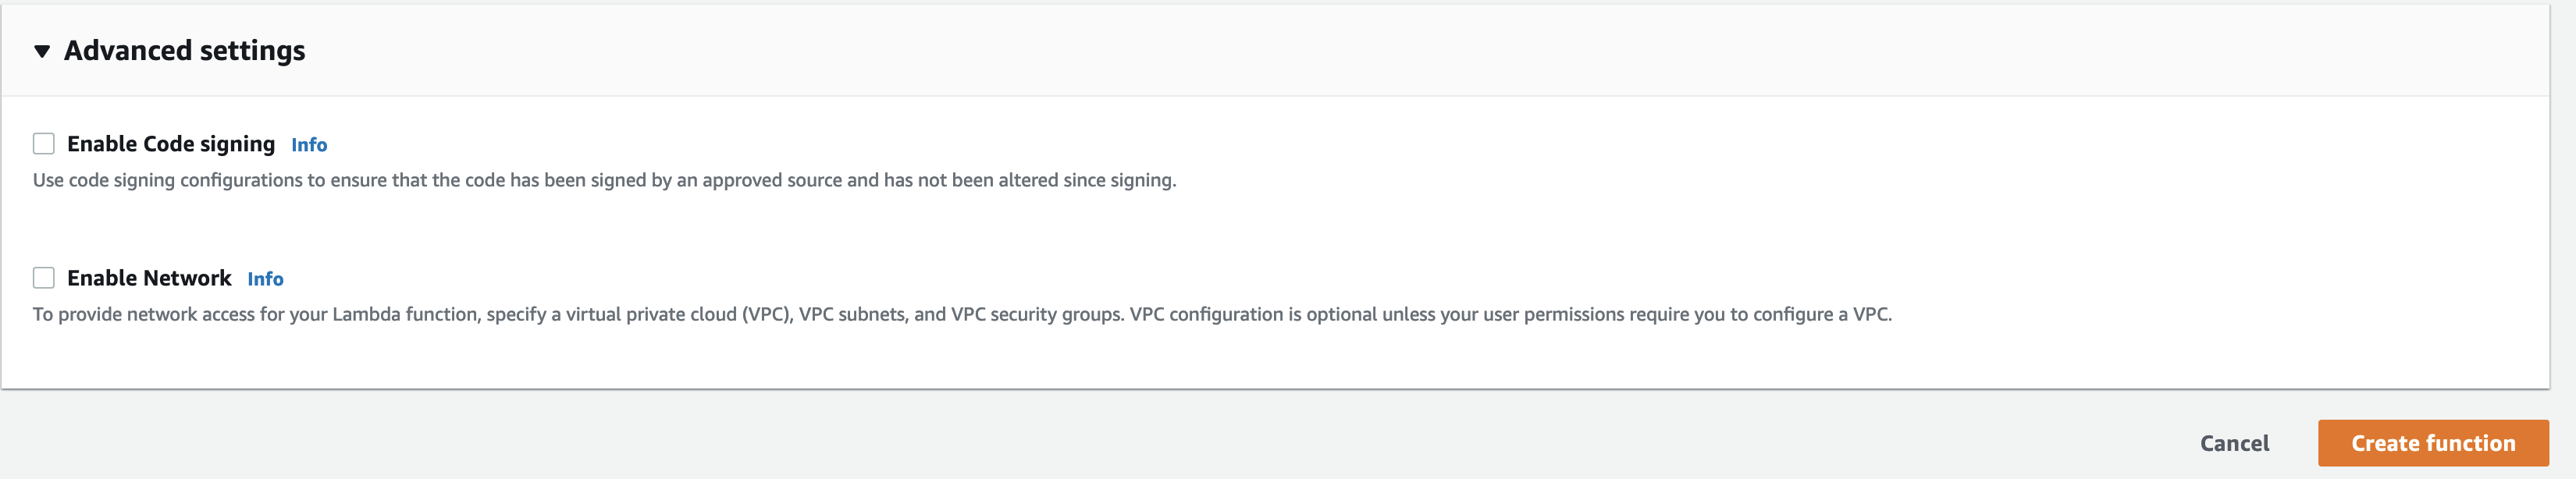 Advanced settings
Enable Code signing Info
Use code signing configurations to ensure that the code has been signed by an approved source and has not been altered since signing.
Enable Network Info
To provide network access for your Lambda function, specify a virtual private cloud (VPC), VPC subnets, and VPC security groups. VPC configuration is optional unless your user permissions require you to configure a VPC.
Cancel Create function